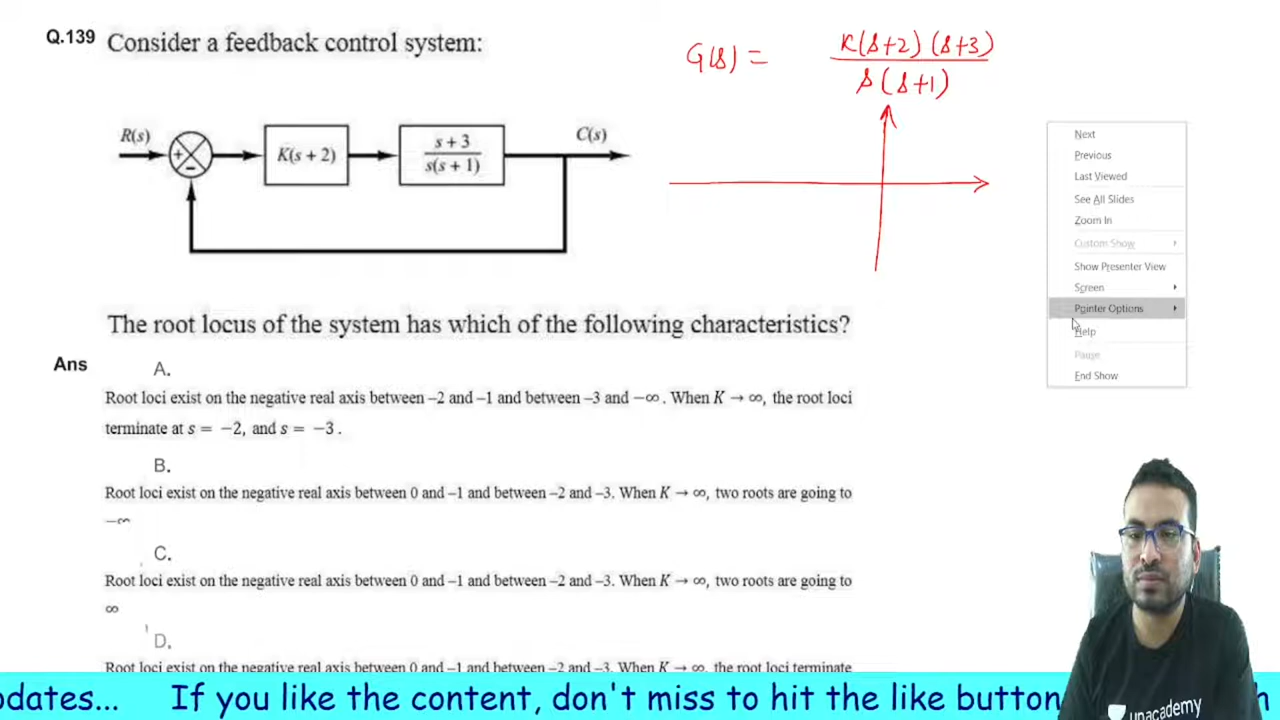 Q.139 Consider a feedback control system:
G(s) = K(s+2)(s+3)
s(s+1)
R(s)
+
−
K(s + 2)
s + 3
s(s + 1)
C(s)
Next
Previous
Last Viewed
See All Slides
Zoom In
Custom Show
Show Presenter View
Screen
Pointer Options
Help
Pause
End Show
The root locus of the system has which of the following characteristics?
Ans
A.
Root loci exist on the negative real axis between –2 and –1 and between –3 and –∞. When K → ∞, the root loci
terminate at s = –2, and s = –3.
B.
Root loci exist on the negative real axis between 0 and –1 and between –2 and –3. When K → ∞, two roots are going to
–∞
C.
Root loci exist on the negative real axis between 0 and –1 and between –2 and –3. When K → ∞, two roots are going to
∞
D.
Root loci exist on the negative real axis between 0 and –1 and between –2 and –3. When K → ∞, the root loci terminate
pdates... If you like the content, don't miss to hit the like button
unacademy